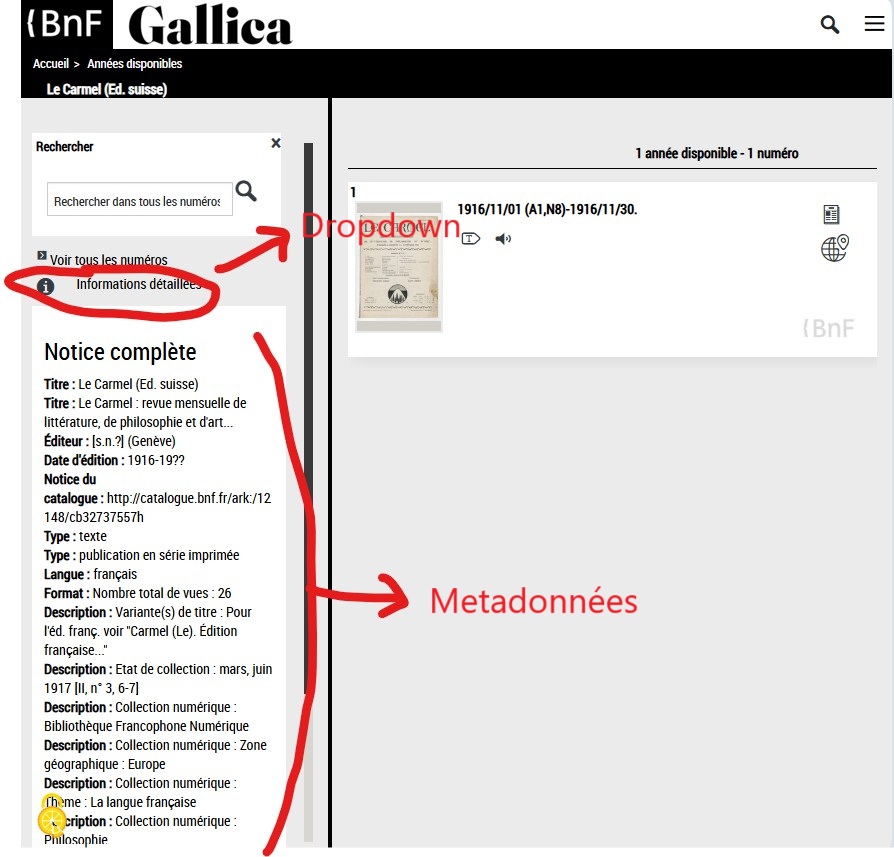 {BnF Gallica
Accueil > Années disponibles
Le Carmel (Ed. suisse)
Rechercher x
Rechercher dans tous les numéros
Voir tous les numéros
i Informations détaillées
Notice complète
Titre : Le Carmel (Ed. suisse)
Titre : Le Carmel : revue mensuelle de
littérature, de philosophie et d'art...
Éditeur : [s.n.?] (Genève)
Date d'édition : 1916-19??
Notice du
catalogue : http://catalogue.bnf.fr/ark:/12
148/cb32737557h
Type : texte
Type : publication en série imprimée
Langue : français
Format : Nombre total de vues : 26
Description : Variante(s) de titre : Pour
l'éd. franç. voir "Carmel (Le). Édition
française..."
Description : Etat de collection : mars, juin
1917 [II, n° 3, 6-7]
Description : Collection numérique :
Bibliothèque Francophone Numérique
Description : Collection numérique : Zone
géographique : Europe
Description : Collection numérique :
Thème : La langue française
Description : Collection numérique :
Philosophie
1 année disponible - 1 numéro
1
1916/11/01 (A1,N8)-1916/11/30.
T
{BnF
Dropdown
Metadonnées